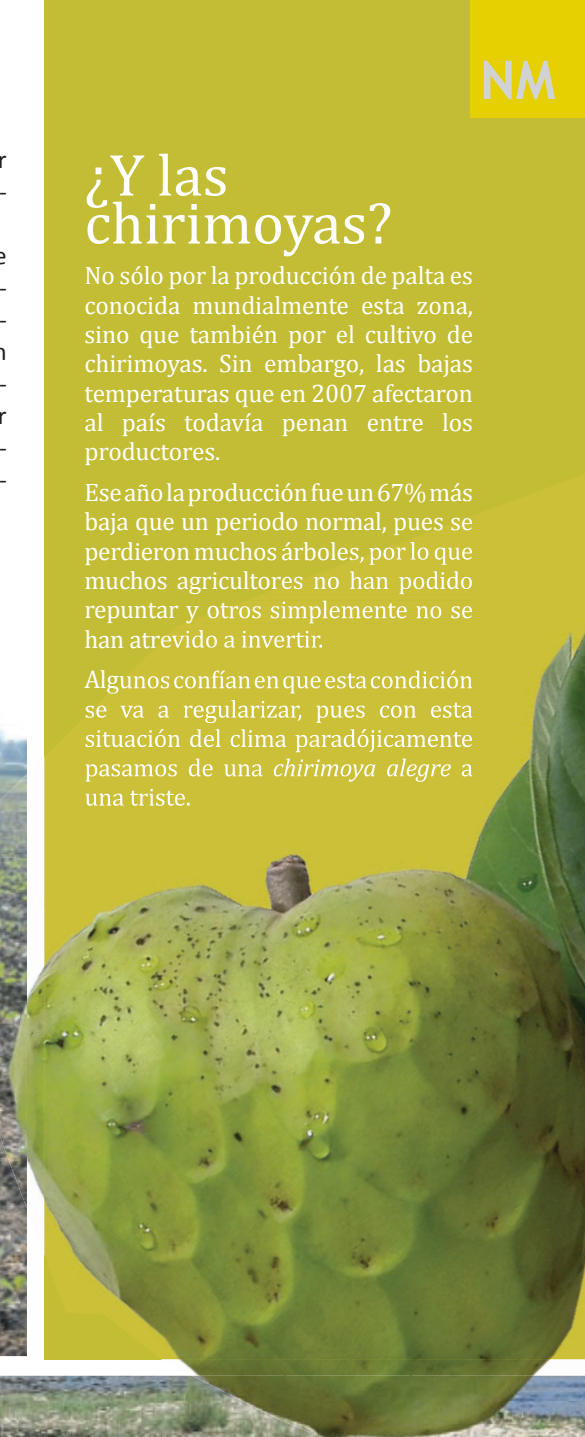 NM
r
-
e
-
-
n
-
r
-
-
¿Y las
chirimoyas?
No sólo por la producción de palta es
conocida mundialmente esta zona,
sino que también por el cultivo de
chirimoyas. Sin embargo, las bajas
temperaturas que en 2007 afectaron
al país todavía penan entre los
productores.
Ese año la producción fue un 67% más
baja que un periodo normal, pues se
perdieron muchos árboles, por lo que
muchos agricultores no han podido
repuntar y otros simplemente no se
han atrevido a invertir.
Algunos confían en que esta condición
se va a regularizar, pues con esta
situación del clima paradójicamente
pasamos de una chirimoya alegre a
una triste.